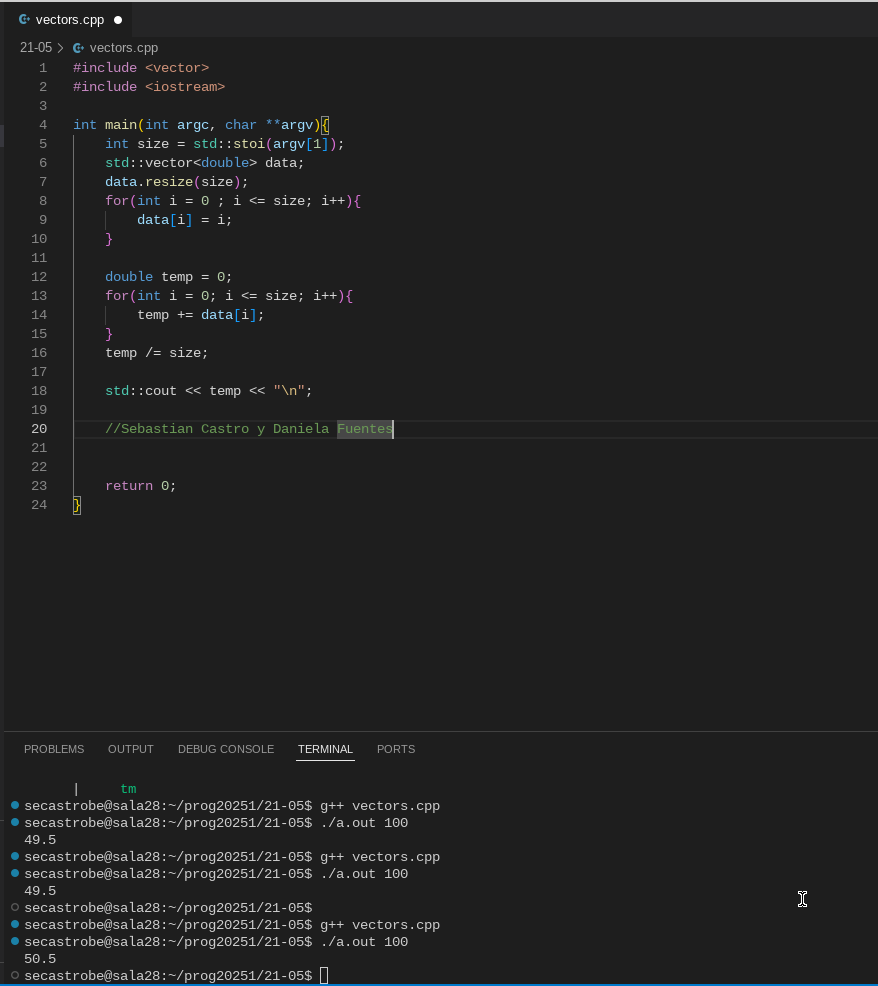 vectors.cpp
21-05 > vectors.cpp
1 #include <vector>
2 #include <iostream>
3
4 int main(int argc, char **argv){
5     int size = std::stoi(argv[1]);
6     std::vector<double> data;
7     data.resize(size);
8     for(int i = 0 ; i <= size; i++){
9         data[i] = i;
10     }
11
12     double temp = 0;
13     for(int i = 0; i <= size; i++){
14         temp += data[i];
15     }
16     temp /= size;
17
18     std::cout << temp << "\n";
19
20     //Sebastian Castro y Daniela Fuentes
21
22
23     return 0;
24 }
PROBLEMS OUTPUT DEBUG CONSOLE TERMINAL PORTS
| tm
secastrobe@sala28:~/prog20251/21-05$ g++ vectors.cpp
secastrobe@sala28:~/prog20251/21-05$ ./a.out 100
49.5
secastrobe@sala28:~/prog20251/21-05$ g++ vectors.cpp
secastrobe@sala28:~/prog20251/21-05$ ./a.out 100
49.5
secastrobe@sala28:~/prog20251/21-05$
secastrobe@sala28:~/prog20251/21-05$ g++ vectors.cpp
secastrobe@sala28:~/prog20251/21-05$ ./a.out 100
50.5
secastrobe@sala28:~/prog20251/21-05$